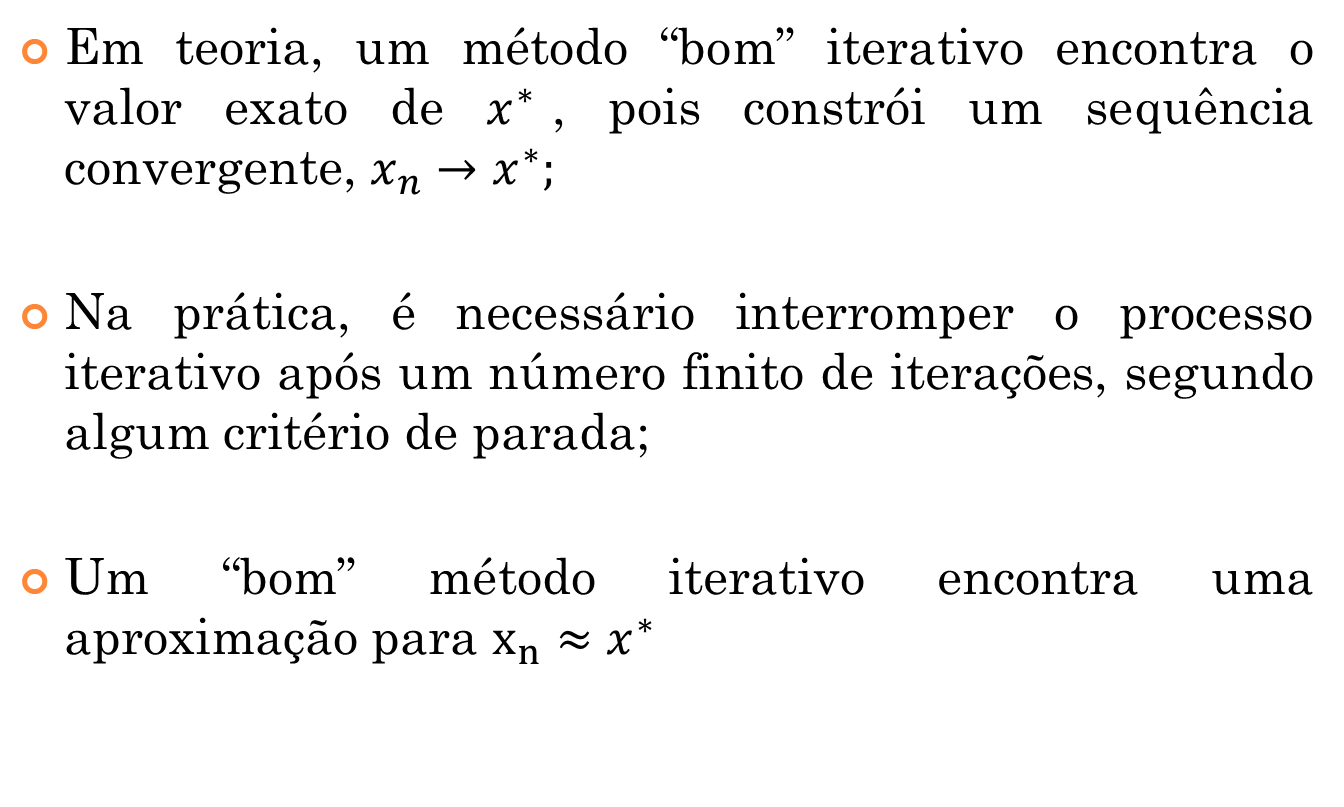 Em teoria, um método “bom” iterativo encontra o
valor exato de x* , pois constrói um sequência
convergente, xₙ → x*;
Na prática, é necessário interromper o processo
iterativo após um número finito de iterações, segundo
algum critério de parada;
Um “bom” método iterativo encontra uma
aproximação para xₙ ≈ x*